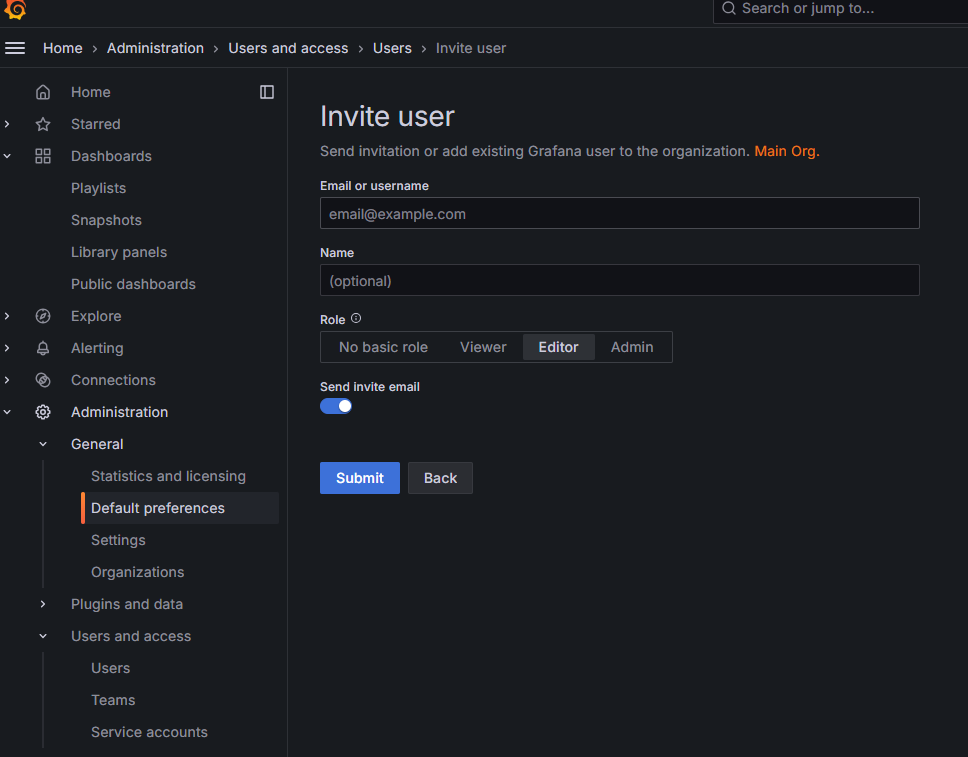 Search or jump to...
Home › Administration › Users and access › Users › Invite user
Home
Starred
Dashboards
Playlists
Snapshots
Library panels
Public dashboards
Explore
Alerting
Connections
Administration
General
Statistics and licensing
Default preferences
Settings
Organizations
Plugins and data
Users and access
Users
Teams
Service accounts
Invite user
Send invitation or add existing Grafana user to the organization. Main Org.
Email or username
email@example.com
Name
(optional)
Role
No basic role Viewer Editor Admin
Send invite email
Submit Back